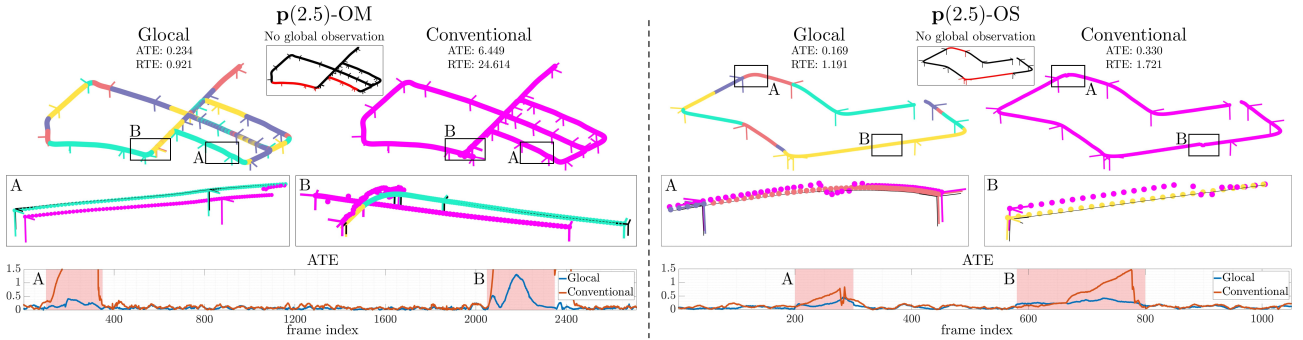 p(2.5)-OM
Glocal
ATE: 0.234
RTE: 0.921
No global observation
Conventional
ATE: 6.449
RTE: 24.614
B
A
B
A
A
B
ATE
1.5
1
0.5
0
A
B
Glocal
Conventional
400
800
1200
1600
2000
2400
frame index
p(2.5)-OS
Glocal
ATE: 0.169
RTE: 1.191
No global observation
Conventional
ATE: 0.330
RTE: 1.721
A
B
A
B
A
B
ATE
1.5
1
0.5
0
A
B
Glocal
Conventional
200
400
600
800
1000
frame index